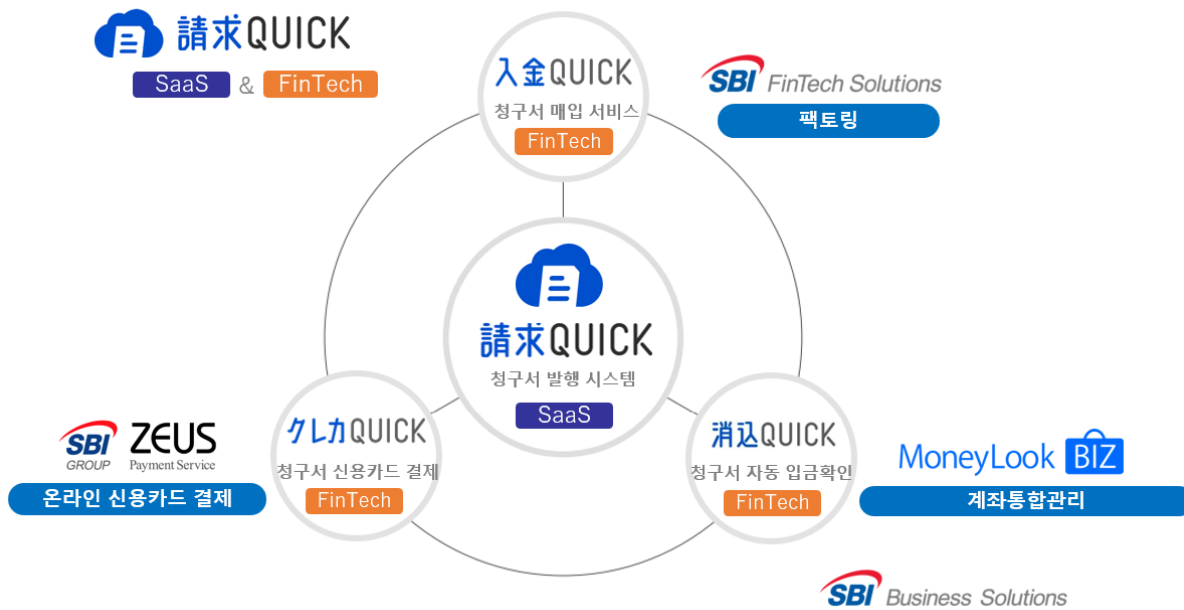 請求QUICK
SaaS & FinTech
入金QUICK
청구서 매입 서비스
FinTech
SBI FinTech Solutions
팩토링
請求QUICK
청구서 발행 시스템
SaaS
SBI GROUP ZEUS Payment Service
온라인 신용카드 결제
クレカQUICK
청구서 신용카드 결제
FinTech
消込QUICK
청구서 자동 입금확인
FinTech
MoneyLook BIZ
계좌통합관리
SBI Business Solutions